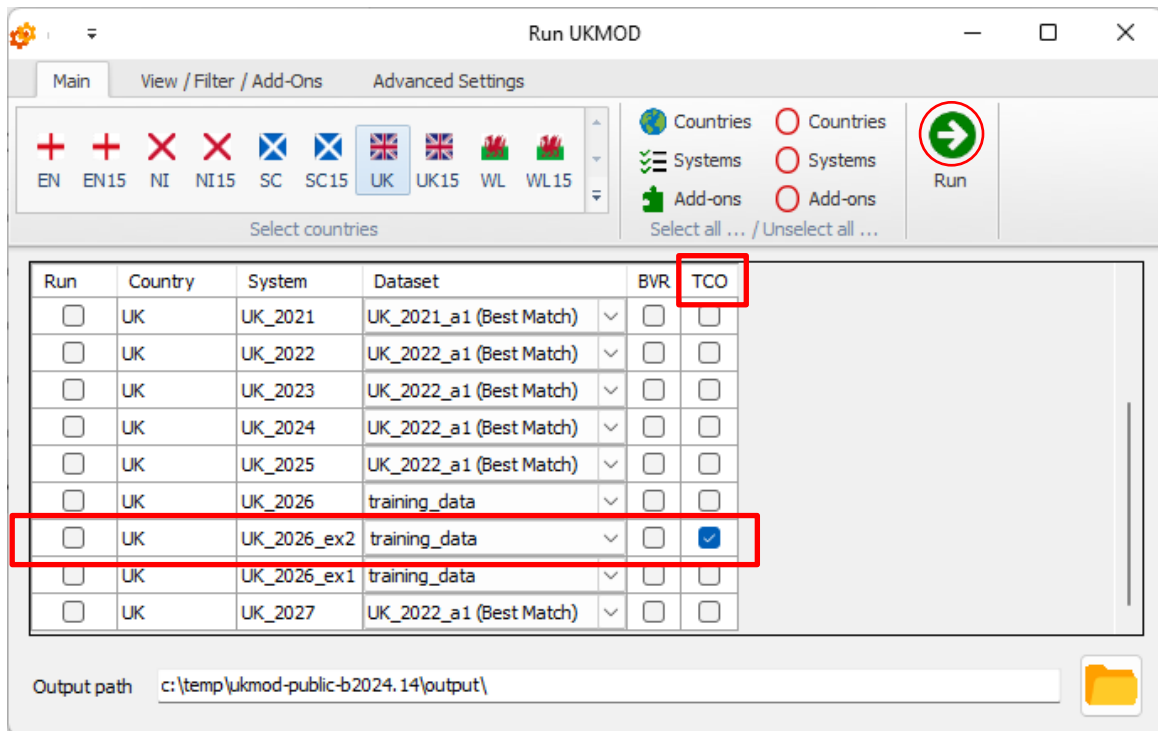 Run UKMOD
Main View / Filter / Add-Ons Advanced Settings
EN EN15 NI NI15 SC SC15 UK UK15 WL WL15
Select countries
Countries Countries
Systems Systems
Add-ons Add-ons
Select all ... / Unselect all ...
Run
Run Country System Dataset BVR TCO
UK UK_2021 UK_2021_a1 (Best Match)
UK UK_2022 UK_2022_a1 (Best Match)
UK UK_2023 UK_2022_a1 (Best Match)
UK UK_2024 UK_2022_a1 (Best Match)
UK UK_2025 UK_2022_a1 (Best Match)
UK UK_2026 training_data
UK UK_2026_ex2 training_data
UK UK_2026_ex1 training_data
UK UK_2027 UK_2022_a1 (Best Match)
Output path c:\temp\ukmod-public-b2024.14\output\